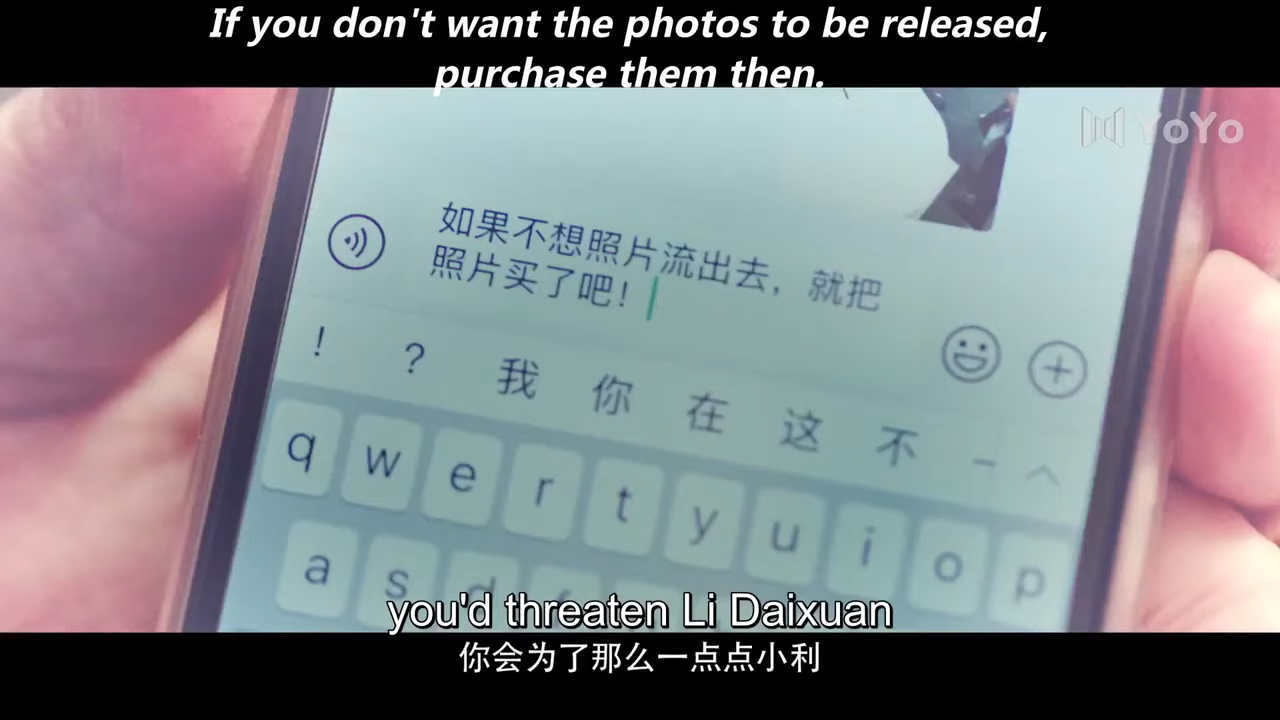 If you don't want the photos to be released,
purchase them then.
YoYo
如果不想照片流出去，就把
照片买了吧！
! ? 我 你 在 这 不 一
q w e r t y u i o p
a s d
you'd threaten Li Daixuan
你会为了那么一点点小利